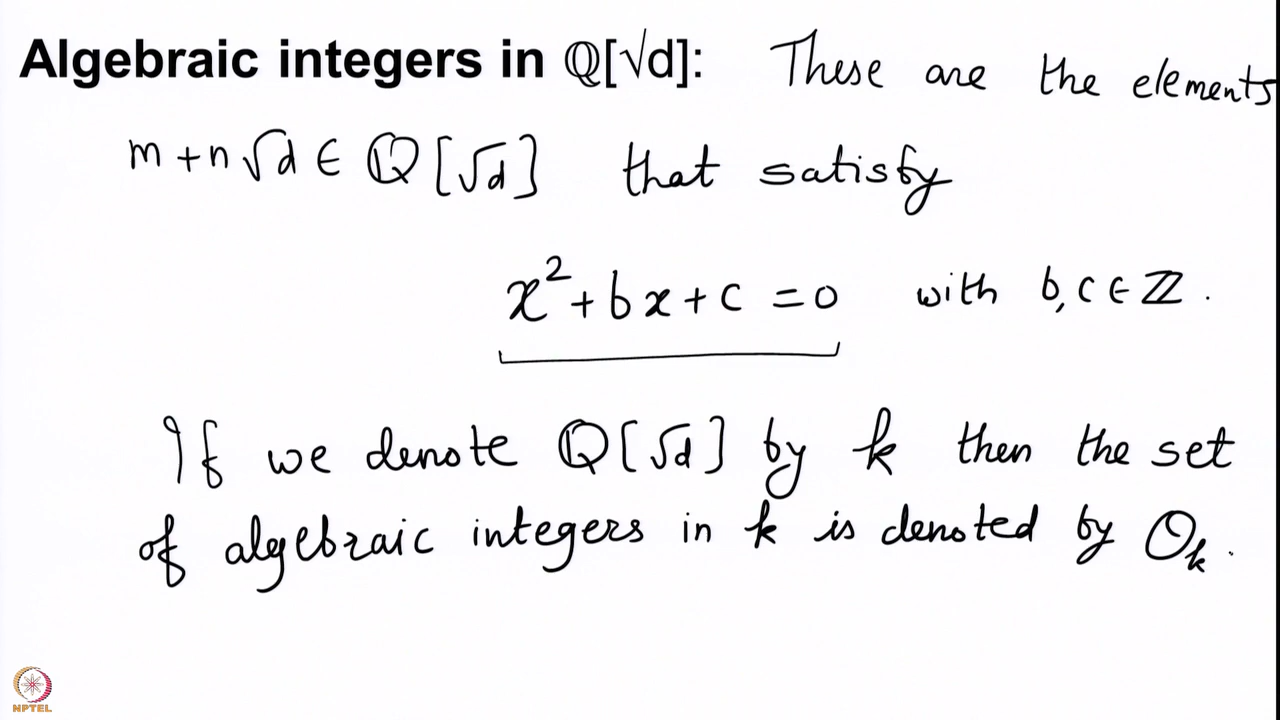 Algebraic integers in ℚ[√d]: These are the elements
m + n√d ∈ ℚ[√d] that satisfy
x² + bx + c = 0 with b, c ∈ ℤ.
If we denote ℚ[√d] by k then the set
of algebraic integers in k is denoted by 𝒪ₖ.
NPTEL